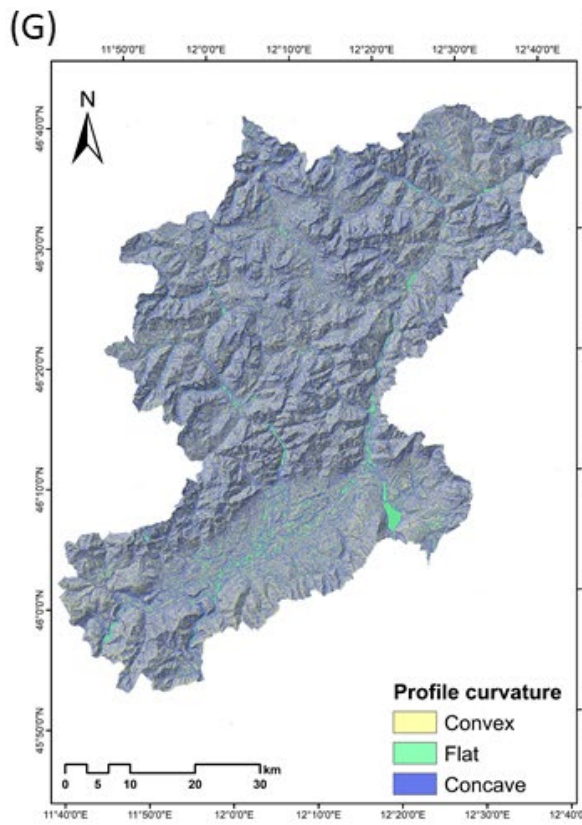 (G)
11°50'0"E 12°0'0"E 12°10'0"E 12°20'0"E 12°30'0"E 12°40'0"E
N
46°40'0"N
46°30'0"N
46°20'0"N
46°10'0"N
46°0'0"N
45°50'0"N
Profile curvature
Convex
Flat
Concave
km
0 5 10 20 30
11°40'0"E 11°50'0"E 12°0'0"E 12°10'0"E 12°20'0"E 12°30'0"E 12°40'0"E